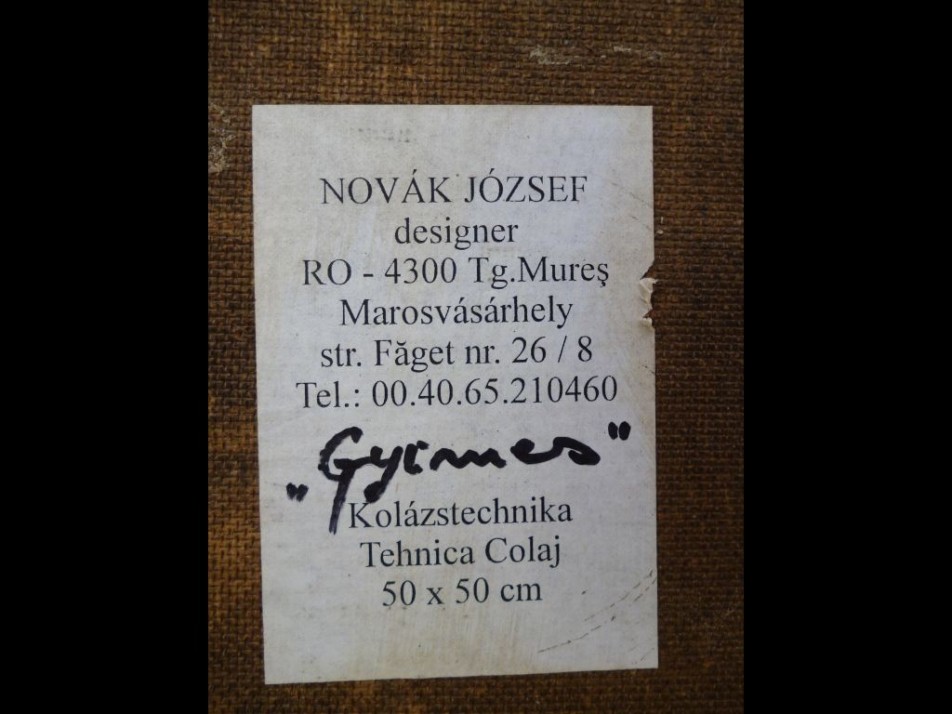 NOVÁK JÓZSEF
designer
RO - 4300 Tg.Mureş
Marosvásárhely
str. Făget nr. 26 / 8
Tel.: 00.40.65.210460
„Gyimes"
Kolázstechnika
Tehnica Colaj
50 x 50 cm